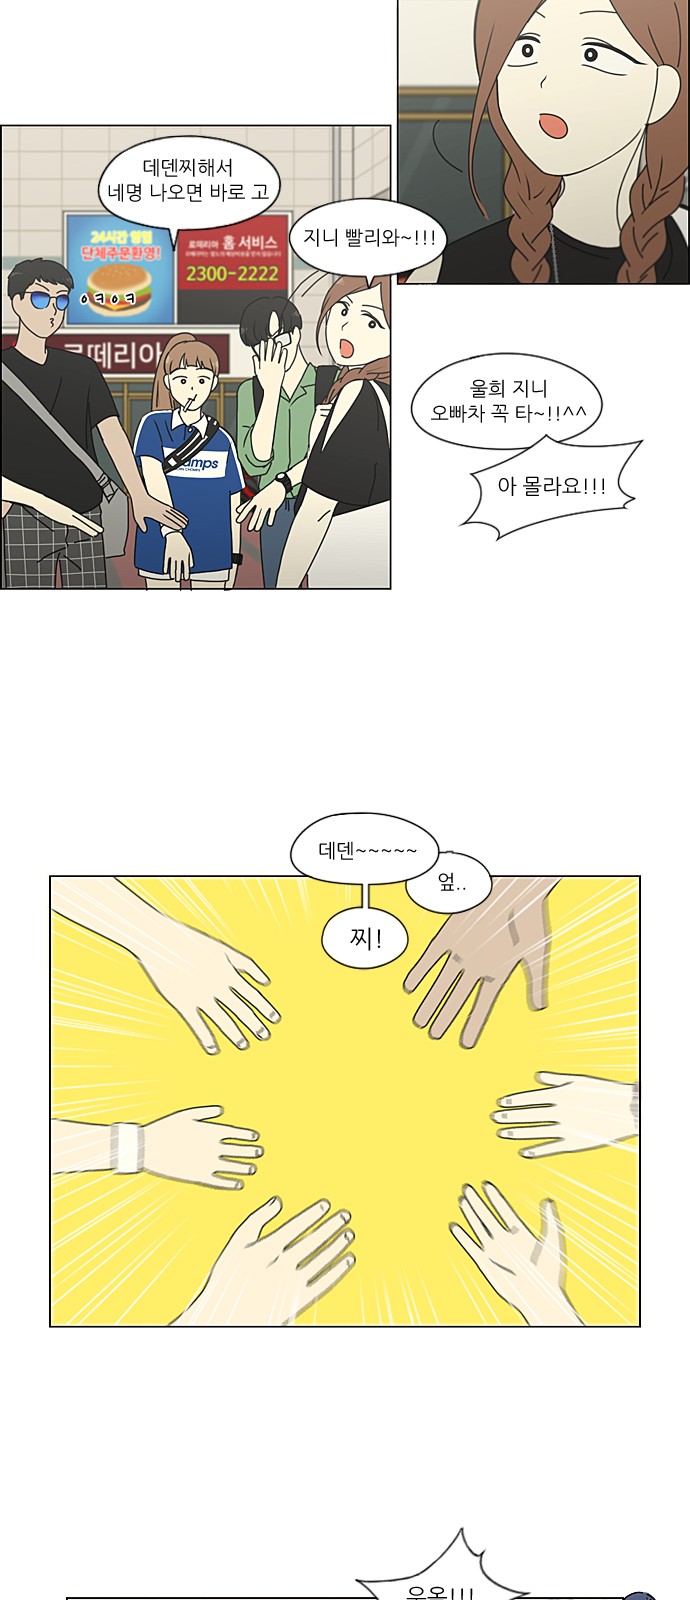 데덴찌해서
네명 나오면 바로 고
지니 빨리와~!!!
24시간 영업
단체주문환영!
로떼리아 홈 서비스
2300-2222
ㅇㅋㅇㅋ
로떼리아
amps
울희 지니
오빠차 꼭 타~!!^^
아 몰라요!!!
데덴~~~~~
엎..
찌!